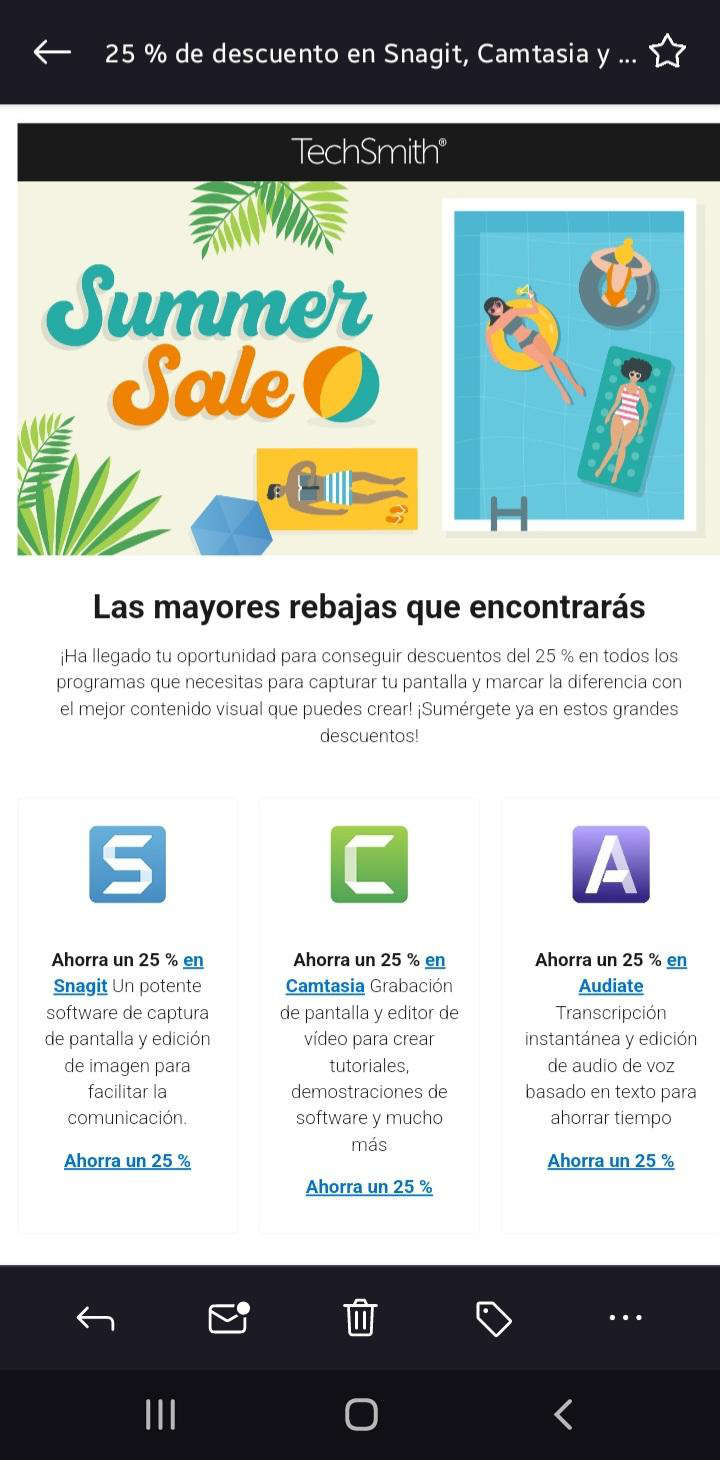 25 % de descuento en Snagit, Camtasia y ...
TechSmith®
Summer
Sale
Las mayores rebajas que encontrarás
¡Ha llegado tu oportunidad para conseguir descuentos del 25 % en todos los
programas que necesitas para capturar tu pantalla y marcar la diferencia con
el mejor contenido visual que puedes crear! ¡Sumérgete ya en estos grandes
descuentos!
S
Ahorra un 25 % en
Snagit Un potente
software de captura
de pantalla y edición
de imagen para
facilitar la
comunicación.
Ahorra un 25 %
C
Ahorra un 25 % en
Camtasia Grabación
de pantalla y editor de
vídeo para crear
tutoriales,
demostraciones de
software y mucho
más
Ahorra un 25 %
A
Ahorra un 25 % en
Audiate
Transcripción
instantánea y edición
de audio de voz
basado en texto para
ahorrar tiempo
Ahorra un 25 %